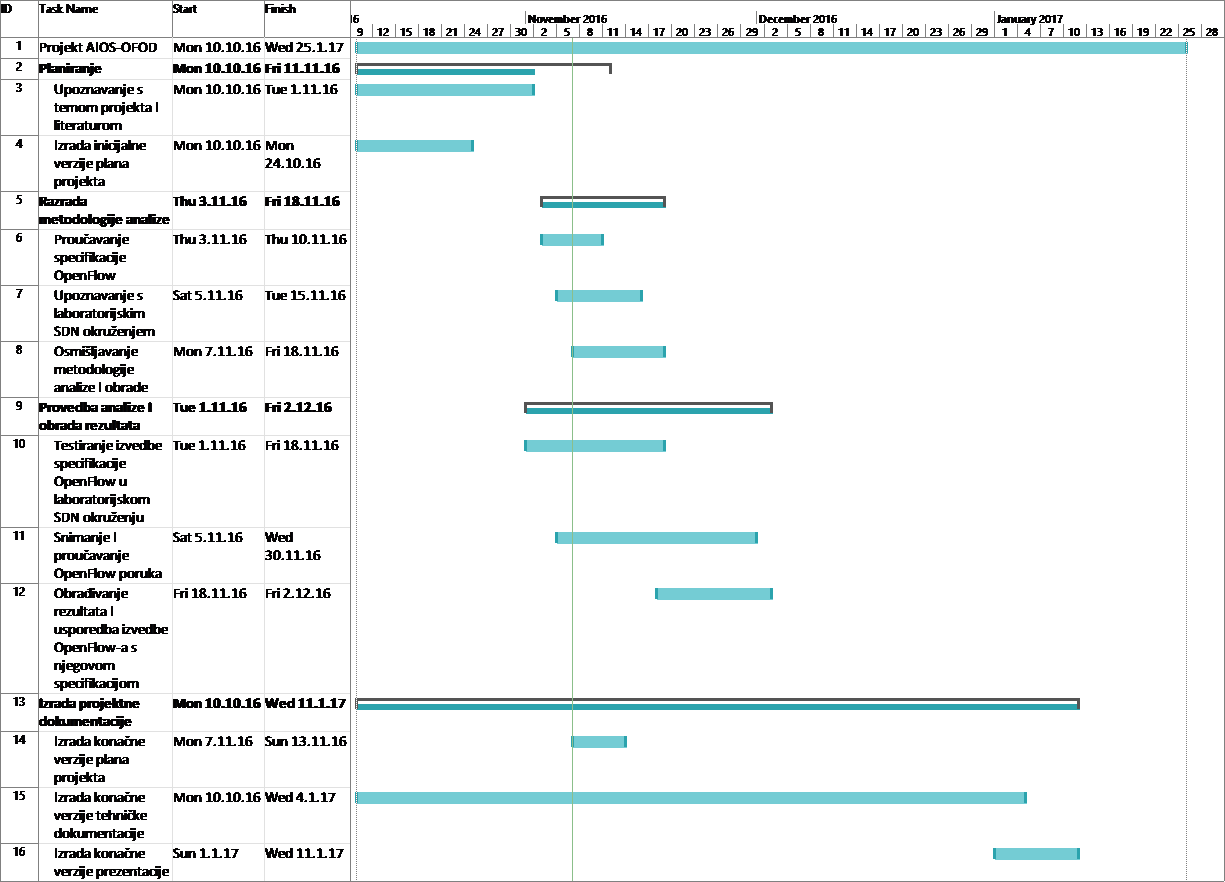 ID Task Name Start Finish
16 November 2016 December 2016 January 2017
9 12 15 18 21 24 27 30 2 5 8 11 14 17 20 23 26 29 2 5 8 11 14 17 20 23 26 29 1 4 7 10 13 16 19 22 25 28
1 Projekt AIOS-OFOD Mon 10.10.16 Wed 25.1.17
2 Planiranje Mon 10.10.16 Fri 11.11.16
3 Upoznavanje s Mon 10.10.16 Tue 1.11.16
temom projekta i
literaturom
4 Izrada inicijalne Mon 10.10.16 Mon
verzije plana 24.10.16
projekta
5 Razrada Thu 3.11.16 Fri 18.11.16
metodologije analize
6 Proučavanje Thu 3.11.16 Thu 10.11.16
specifikacije
OpenFlow
7 Upoznavanje s Sat 5.11.16 Tue 15.11.16
laboratorijskim
SDN okruženjem
8 Osmišljavanje Mon 7.11.16 Fri 18.11.16
metodologije
analize i obrade
9 Provedba analize i Tue 1.11.16 Fri 2.12.16
obrada rezultata
10 Testiranje izvedbe Tue 1.11.16 Fri 18.11.16
specifikacije
OpenFlow u
laboratorijskom
SDN okruženju
11 Snimanje i Sat 5.11.16 Wed
proučavanje 30.11.16
OpenFlow poruka
12 Obrađivanje Fri 18.11.16 Fri 2.12.16
rezultata i
usporedba izvedbe
OpenFlow-a s
njegovom
specifikacijom
13 Izrada projektne Mon 10.10.16 Wed 11.1.17
dokumentacije
14 Izrada konačne Mon 7.11.16 Sun 13.11.16
verzije plana
projekta
15 Izrada konačne Mon 10.10.16 Wed 4.1.17
verzije tehničke
dokumentacije
16 Izrada konačne Sun 1.1.17 Wed 11.1.17
verzije prezentacije